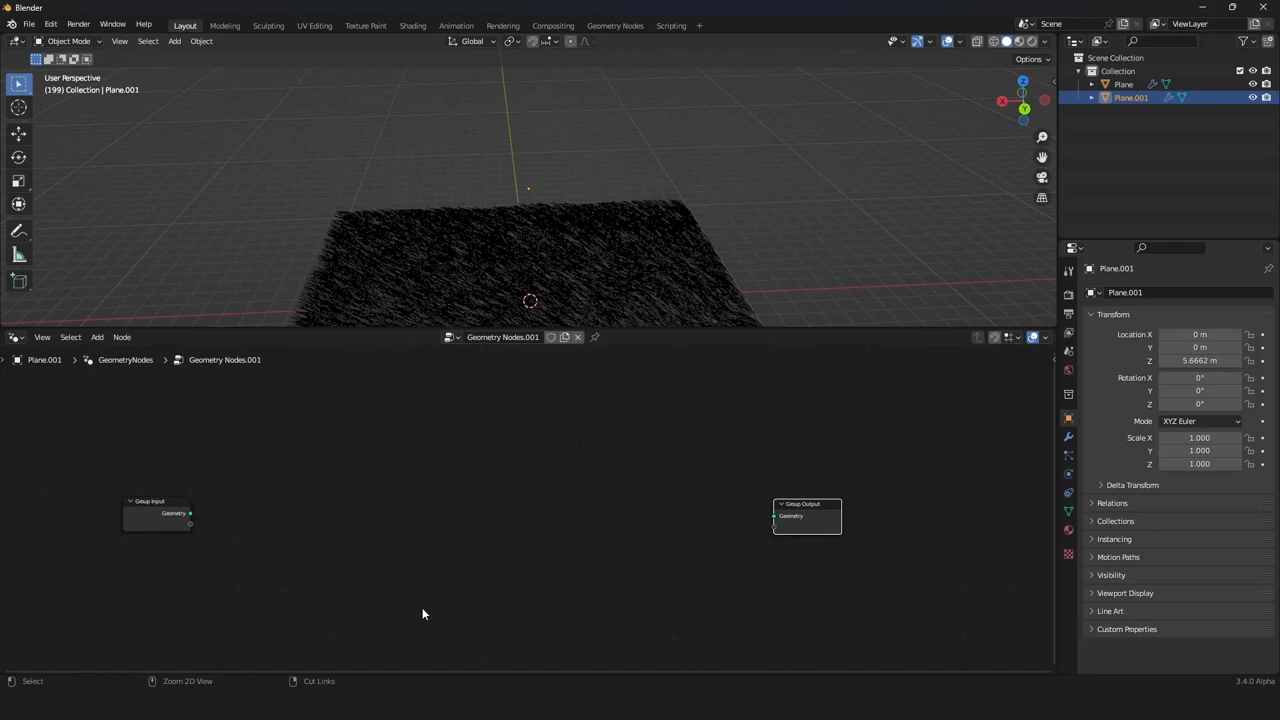 Blender
File Edit Render Window Help Layout Modeling Sculpting UV Editing Texture Paint Shading Animation Rendering Compositing Geometry Nodes Scripting + Scene ViewLayer
Object Mode View Select Add Object Global
Options
User Perspective
(199) Collection | Plane.001
X Y Z
Scene Collection
Collection
Plane
Plane.001
Plane.001
Plane.001
Transform
Location X 0 m
Y 0 m
Z 5.6662 m
Rotation X 0°
Y 0°
Z 0°
Mode XYZ Euler
Scale X 1.000
Y 1.000
Z 1.000
Delta Transform
Relations
Collections
Instancing
Motion Paths
Visibility
Viewport Display
Line Art
Custom Properties
View Select Add Node Geometry Nodes.001
Plane.001 > GeometryNodes > Geometry Nodes.001
Group Input
Geometry
Group Output
Geometry
Select Zoom 2D View Cut Links 3.4.0 Alpha